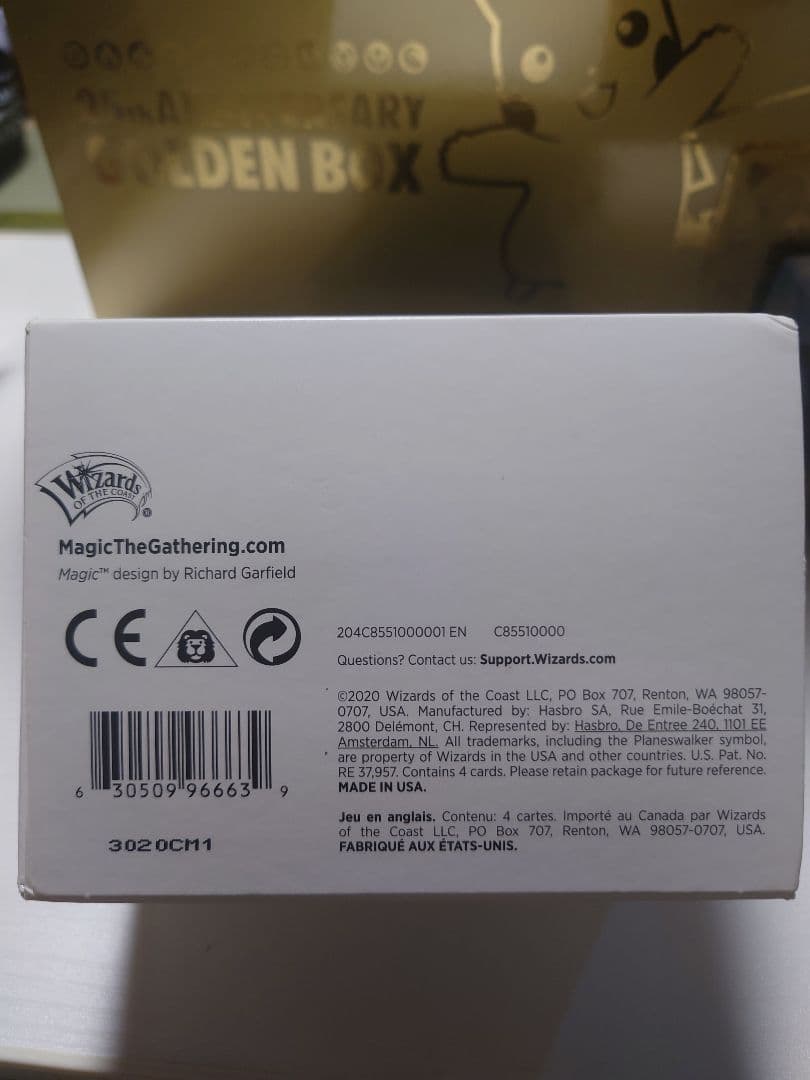 ANNIVERSARY
GOLDEN BOX
Wizards
OF THE COAST
®
MagicTheGathering.com
Magic™ design by Richard Garfield
CE
204C8551000001 EN C85510000
Questions? Contact us: Support.Wizards.com
©2020 Wizards of the Coast LLC, PO Box 707, Renton, WA 98057-
0707, USA. Manufactured by: Hasbro SA, Rue Emile-Boéchat 31,
2800 Delémont, CH. Represented by: Hasbro, De Entree 240, 1101 EE
Amsterdam, NL. All trademarks, including the Planeswalker symbol,
are property of Wizards in the USA and other countries. U.S. Pat. No.
RE 37,957. Contains 4 cards. Please retain package for future reference.
MADE IN USA.
Jeu en anglais. Contenu: 4 cartes. Importé au Canada par Wizards
of the Coast LLC, PO Box 707, Renton, WA 98057-0707, USA.
FABRIQUÉ AUX ÉTATS-UNIS.
6 30509 96663 9
3020CM1